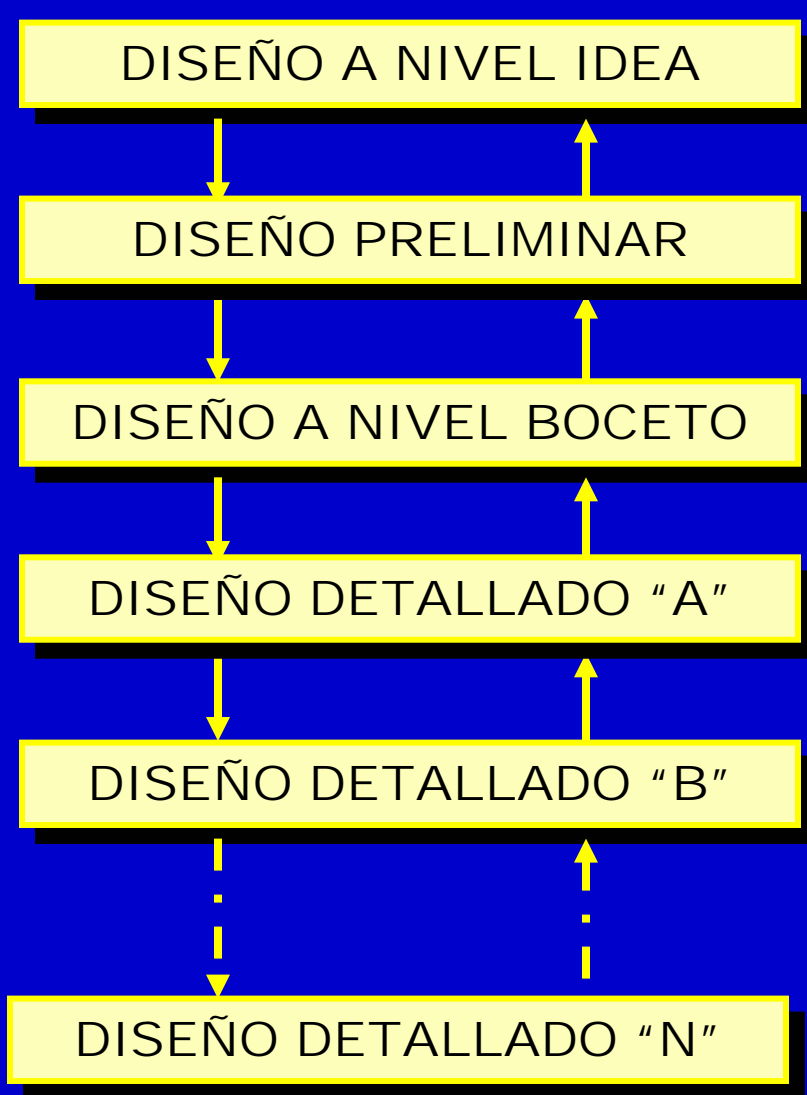 DISEÑO A NIVEL IDEA
DISEÑO PRELIMINAR
DISEÑO A NIVEL BOCETO
DISEÑO DETALLADO “A”
DISEÑO DETALLADO “B”
DISEÑO DETALLADO “N”